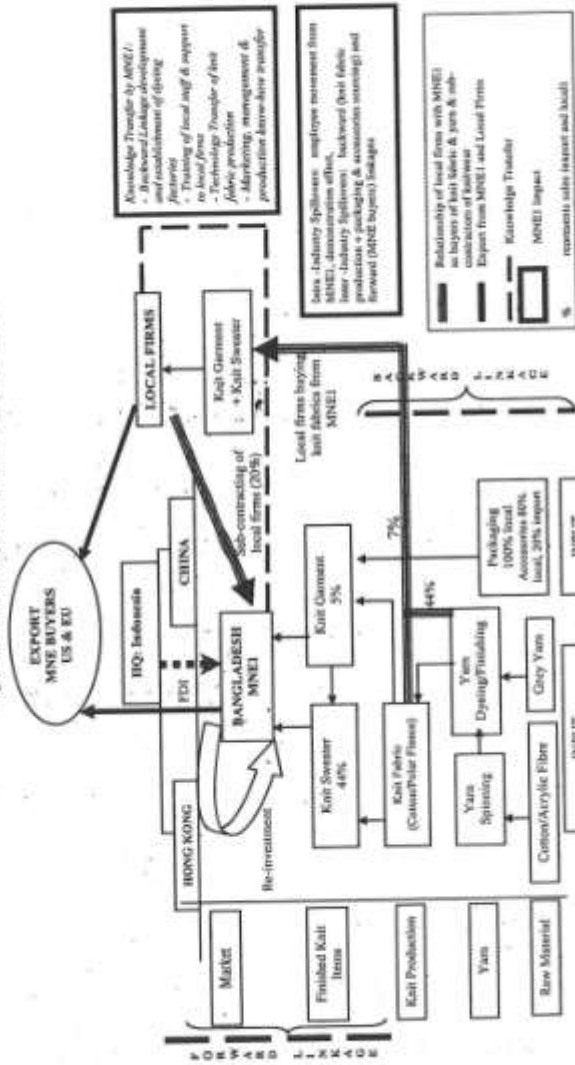 EXPORT
MNE BUYERS
US & EU
HQ: Indonesia
HONG KONG
CHINA
FDI
LOCAL FIRMS
BANGLADESH
MNE1
Re-investment
Sub-contracting of
local firms (20%)
Knit Garment
+ Knit Sweater
Knit Sweater
44%
Knit Garment
5%
Local firms buying
knit fabrics from
MNE1
7%
44%
Knit Fabric
(Cotton/Polar Fleece)
Yarn
Spinning
Yarn
Dyeing/Finishing
Packaging
100% local
Accessories 80%
local, 20% import
Cotton/Acrylic Fibre
Grey Yarn
Market
Finished Knit
Items
Knit Production
Yarn
Raw Material
FORWARD
LINKAGE
BACKWARD
LINKAGE
Knowledge Transfer by MNE1:
- Backward Linkage development
and establishment of dyeing
factories
- Training of local staff & support
to local firms
- Technology Transfer of knit
fabric production
- Marketing, management &
production know-how transfer
Intra-Industry Spillovers: employee movement from
MNE1, demonstration effect,
Inter-Industry Spillovers: backward (knit fabric
production + packaging & accessories sourcing) and
forward (MNE buyers) linkages
Relationship of local firms with MNE1
as buyers of knit fabric & yarn & sub-
contractors of knitwear
Export from MNE1 and Local Firms
Knowledge Transfer
MNE1 Impact
% represents sales (export and local)